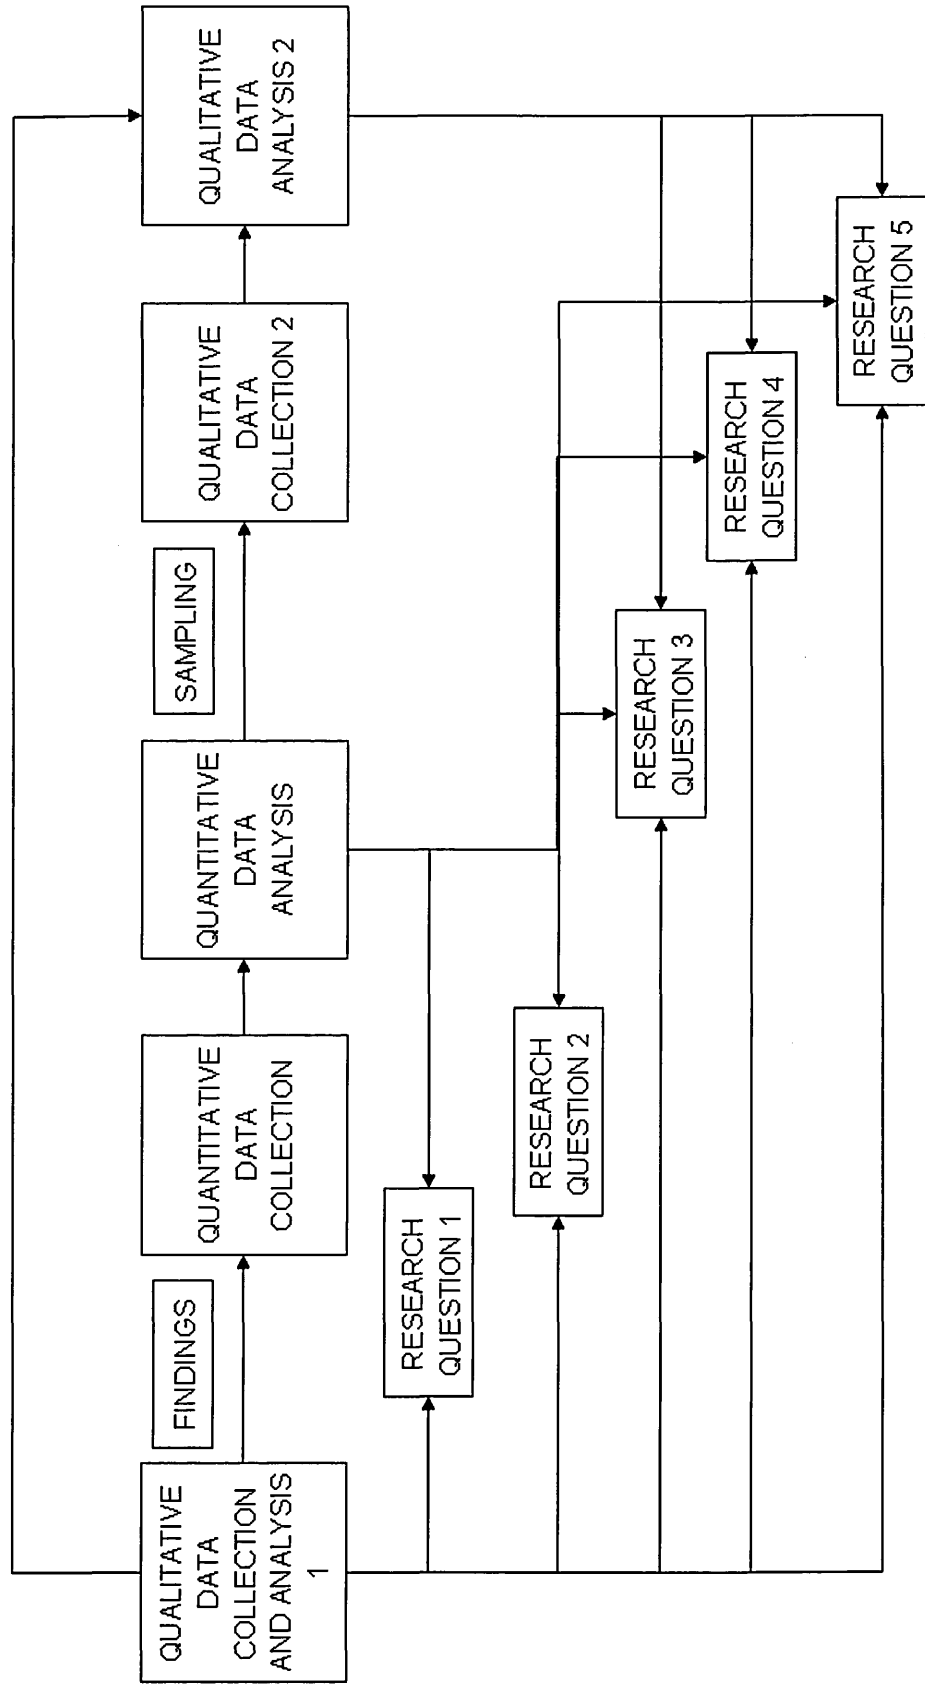 QUALITATIVE
DATA
COLLECTION
AND ANALYSIS
1
FINDINGS
QUANTITATIVE
DATA
COLLECTION
QUANTITATIVE
DATA
ANALYSIS
SAMPLING
QUALITATIVE
DATA
COLLECTION 2
QUALITATIVE
DATA
ANALYSIS 2
RESEARCH
QUESTION 1
RESEARCH
QUESTION 2
RESEARCH
QUESTION 3
RESEARCH
QUESTION 4
RESEARCH
QUESTION 5